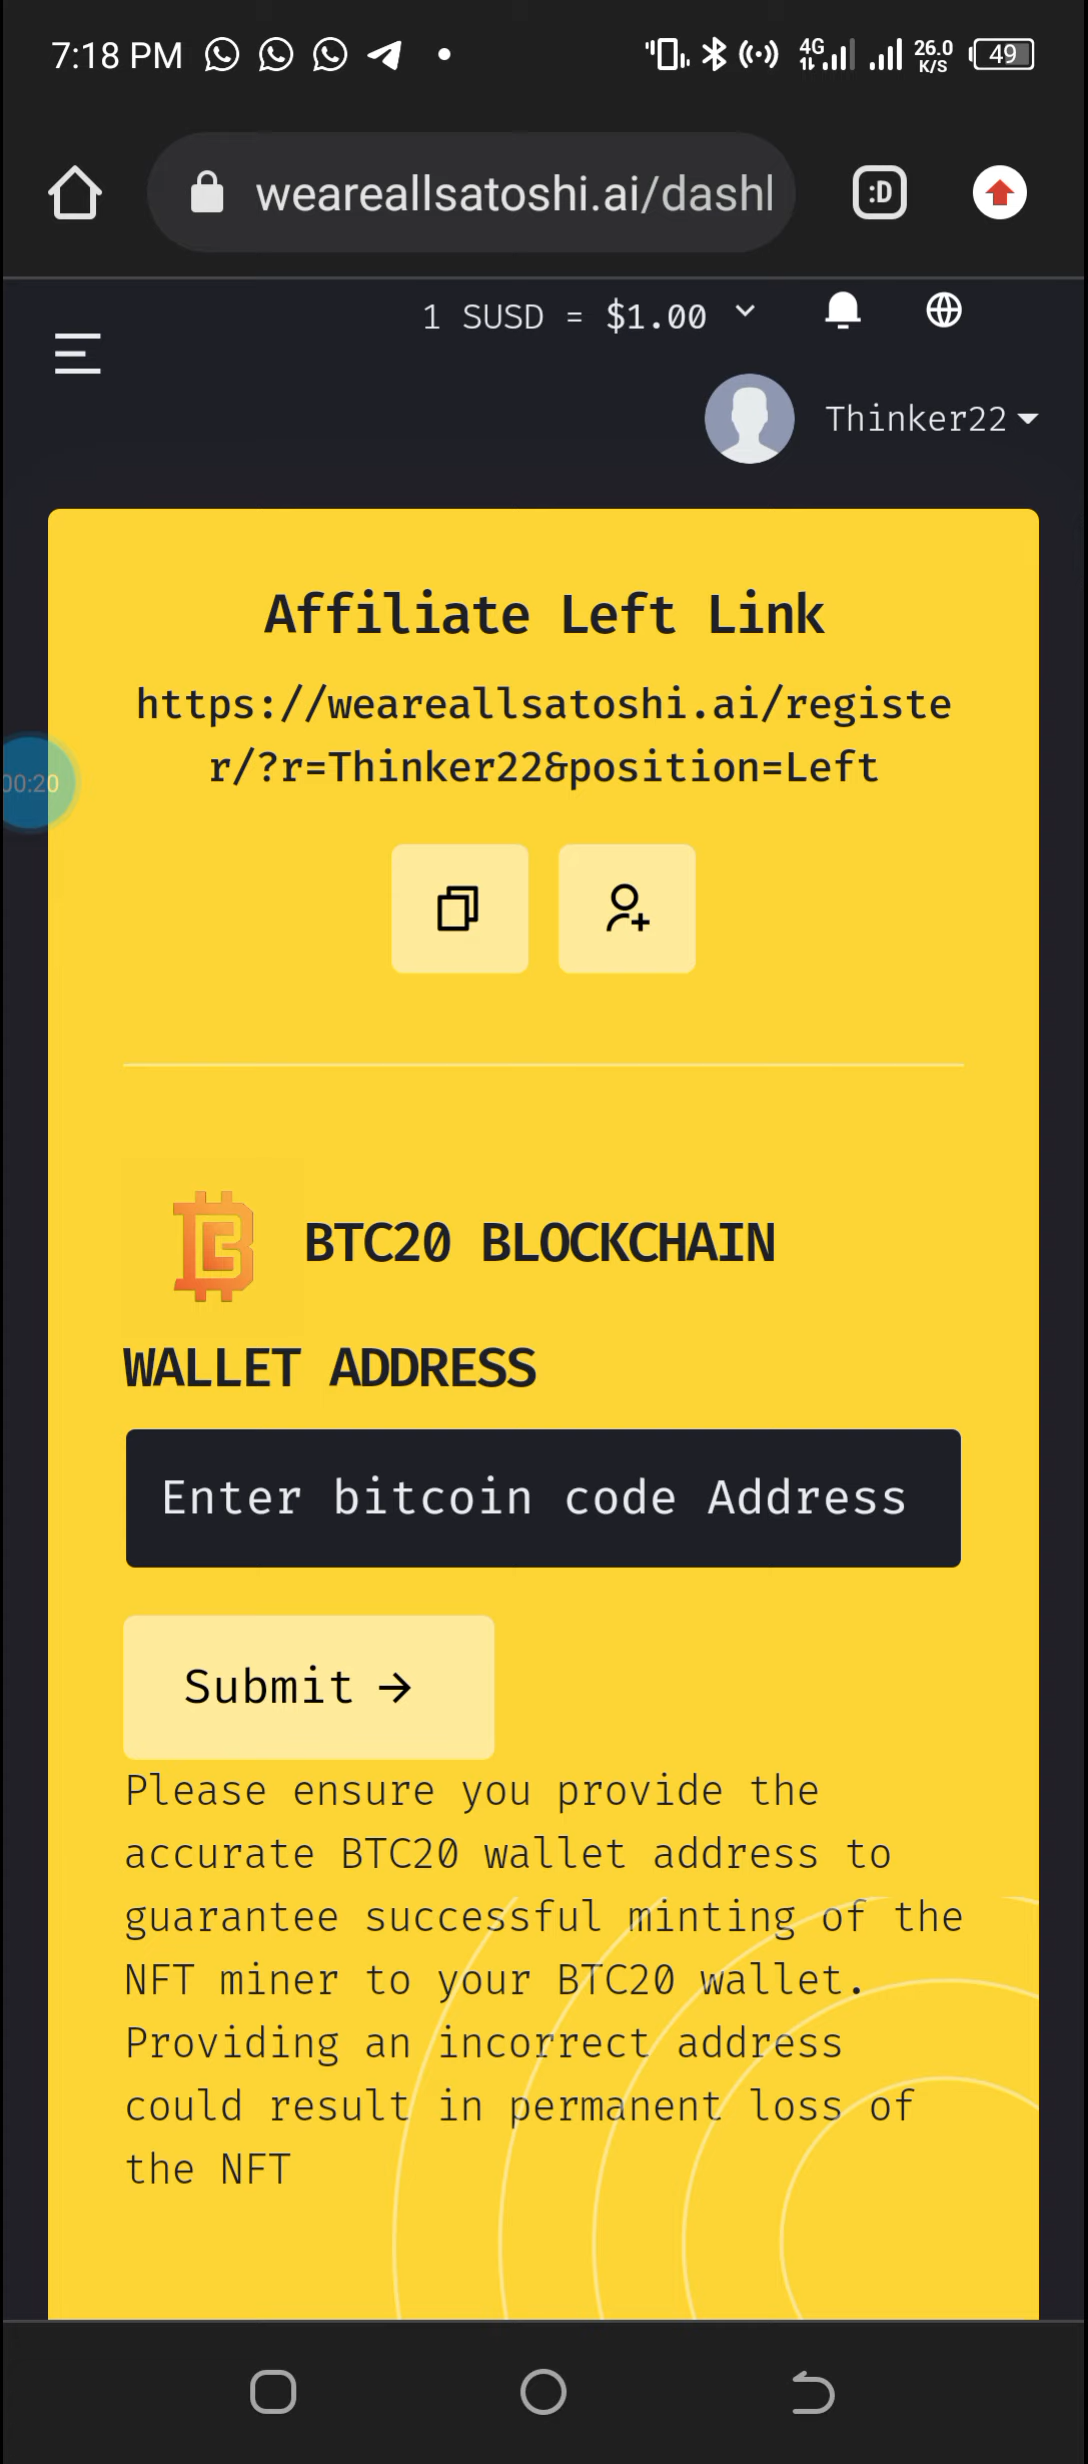 7:18 PM 4G 26.0 K/S 49
weareallsatoshi.ai/dashl :D
1 SUSD = $1.00
Thinker22
Affiliate Left Link
https://weareallsatoshi.ai/registe
r/?r=Thinker22&position=Left
00:20
BTC20 BLOCKCHAIN
WALLET ADDRESS
Enter bitcoin code Address
Submit →
Please ensure you provide the
accurate BTC20 wallet address to
guarantee successful minting of the
NFT miner to your BTC20 wallet.
Providing an incorrect address
could result in permanent loss of
the NFT